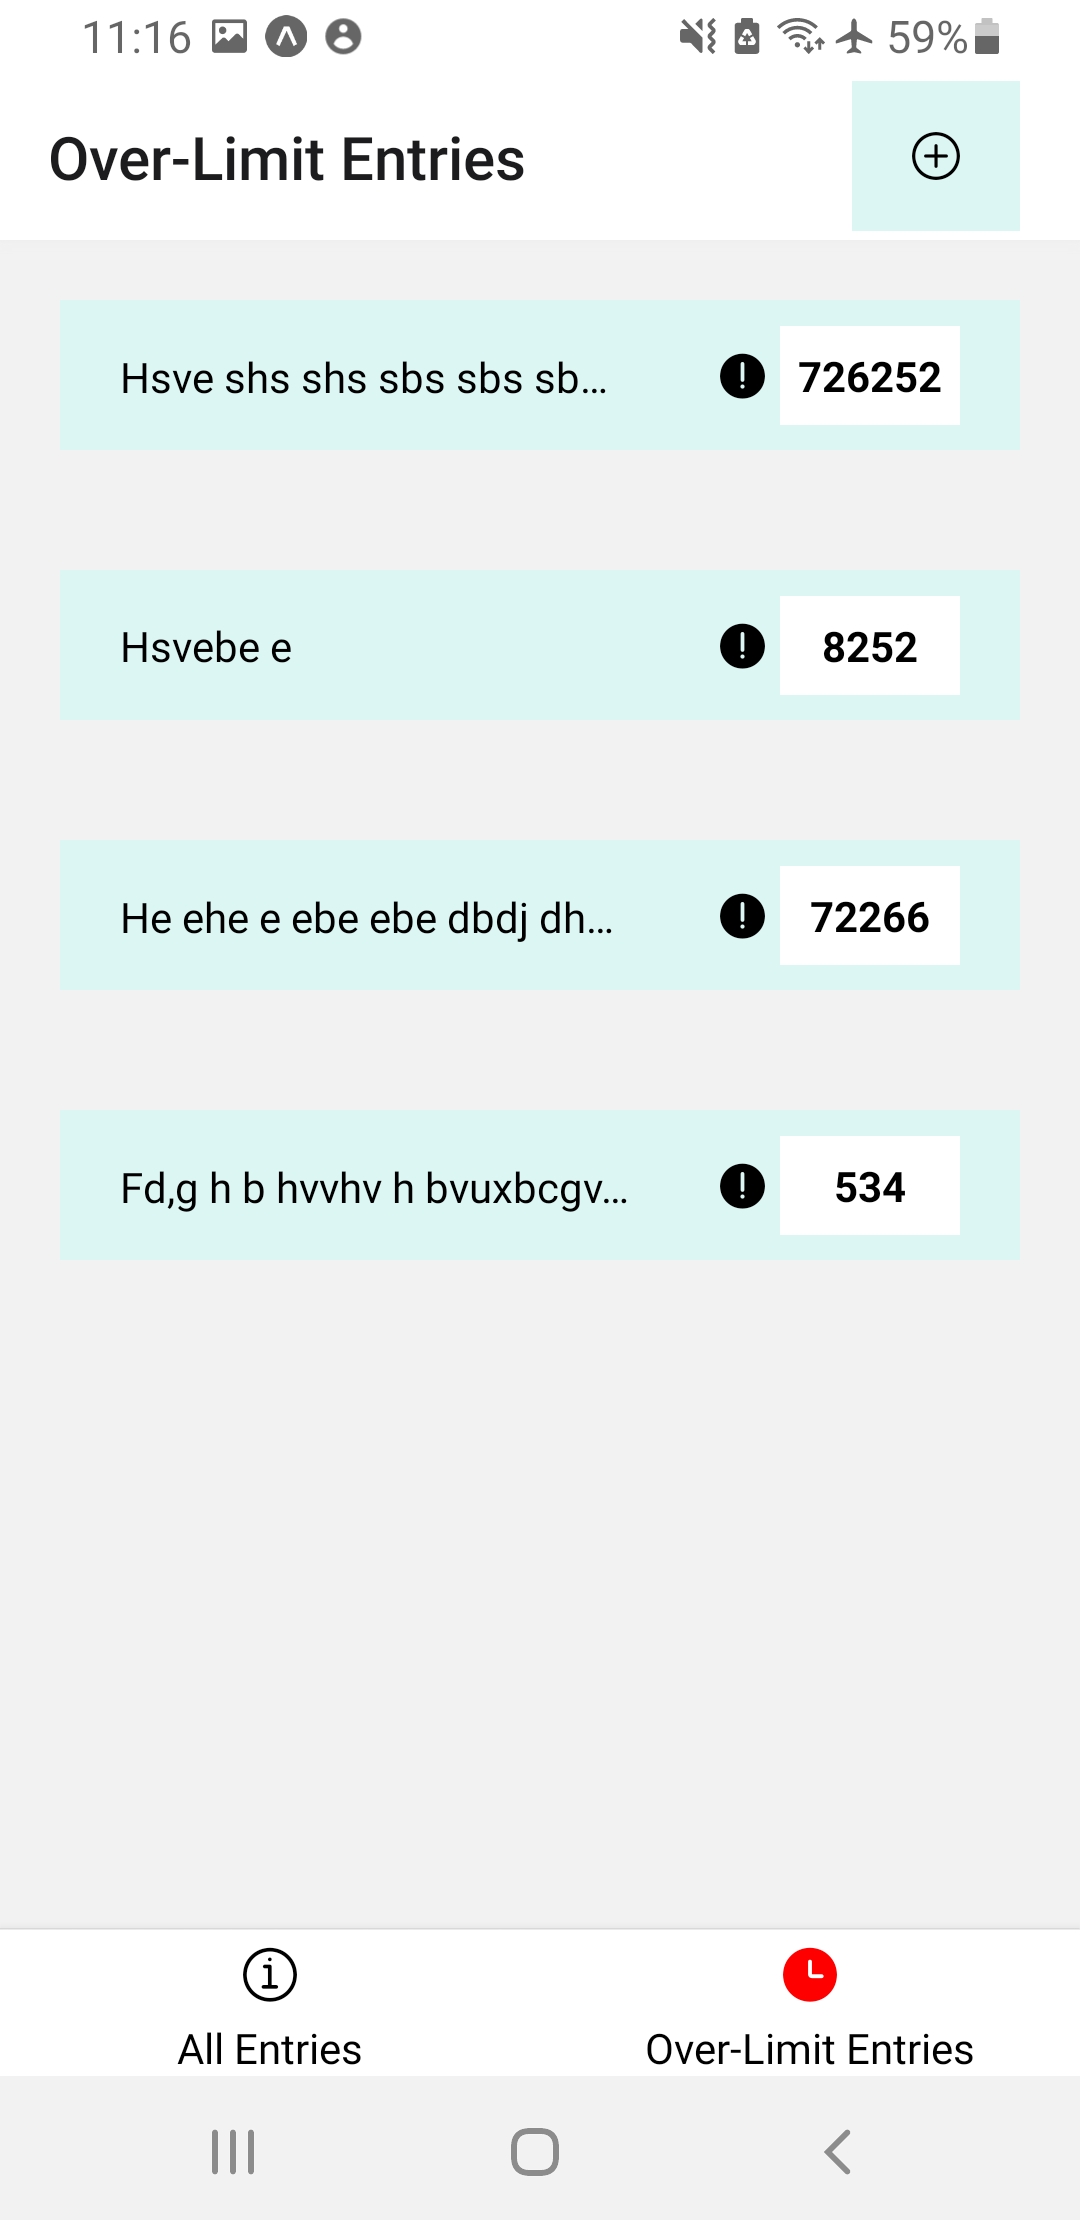 11:16
59%
Over-Limit Entries
Hsve shs shs sbs sbs sb...
726252
Hsvebe e
8252
He ehe e ebe ebe dbdj dh...
72266
Fd,g h b hvvhv h bvuxbcgv...
534
All Entries
Over-Limit Entries